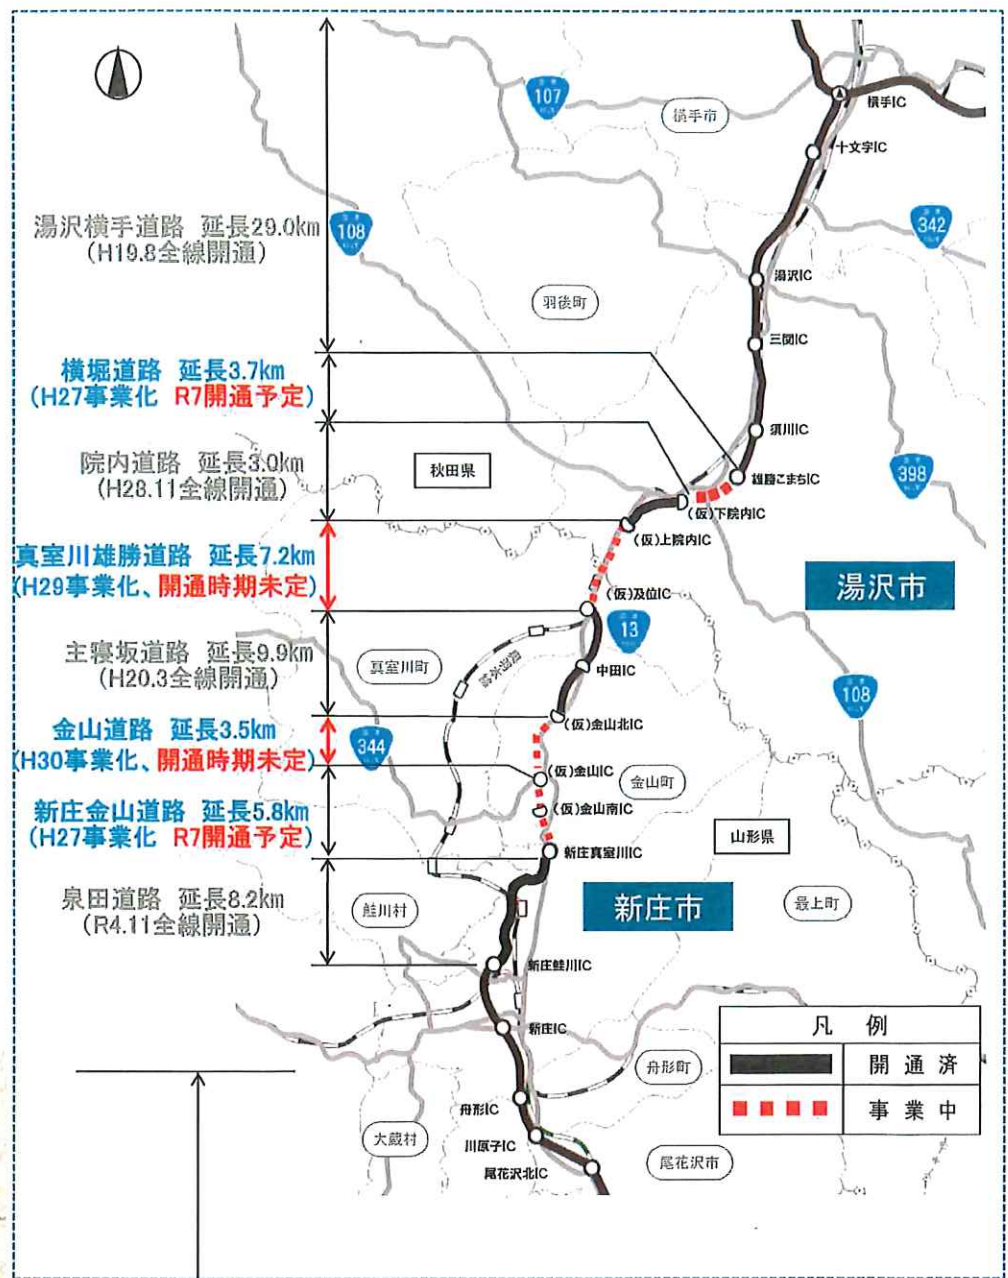 湯沢横手道路 延長29.0km
(H19.8全線開通)
横堀道路 延長3.7km
(H27事業化 R7開通予定)
院内道路 延長3.0km
(H28.11全線開通)
真室川雄勝道路 延長7.2km
(H29事業化、開通時期未定)
主寝坂道路 延長9.9km
(H20.3全線開通)
金山道路 延長3.5km
(H30事業化、開通時期未定)
新庄金山道路 延長5.8km
(H27事業化 R7開通予定)
泉田道路 延長8.2km
(R4.11全線開通)
107
横手市
横手IC
十文字IC
108
342
湯沢IC
羽後町
三関IC
須川IC
秋田県
雄勝こまちIC
398
(仮)下院内IC
(仮)上院内IC
湯沢市
(仮)及位IC
13
真室川町
奥羽本線
中田IC
108
(仮)金山北IC
344
(仮)金山IC
金山町
(仮)金山南IC
山形県
新庄真室川IC
新庄市
鮭川村
最上町
新庄鮭川IC
新庄IC
舟形町
舟形IC
大蔵村
川原子IC
尾花沢北IC
尾花沢市
凡例
開通済
事業中